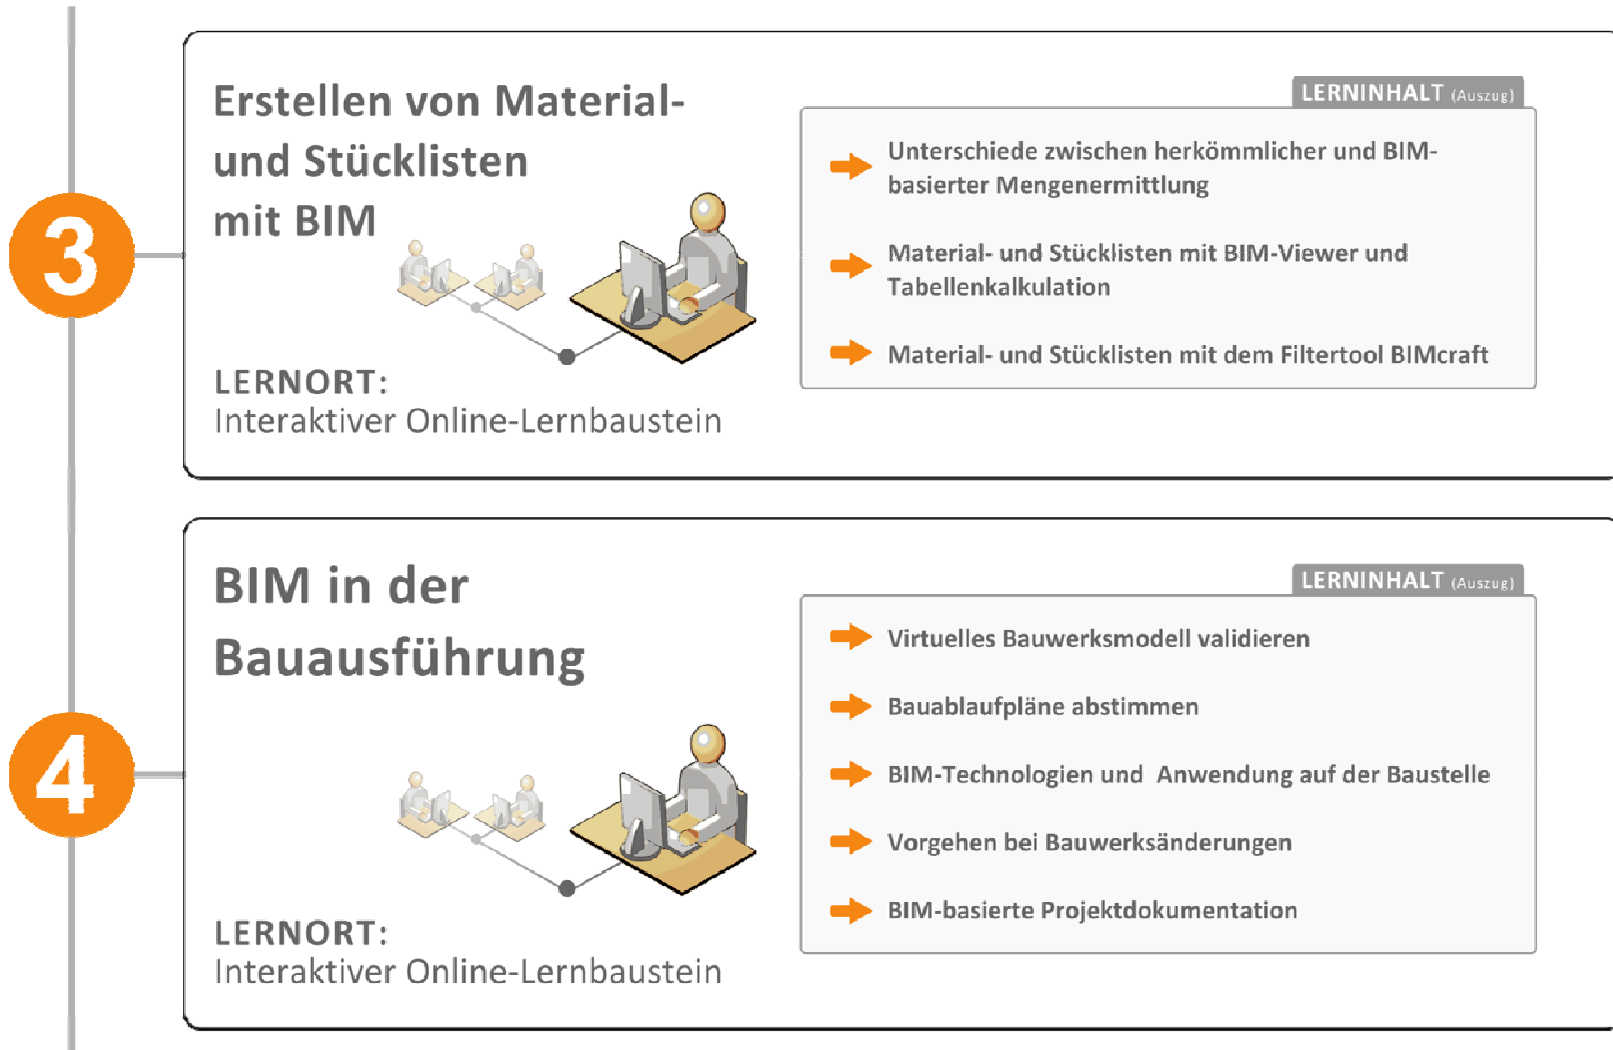 3
Erstellen von Material-
und Stücklisten
mit BIM
LERNORT:
Interaktiver Online-Lernbaustein
LERNINHALT (Auszug)
Unterschiede zwischen herkömmlicher und BIM-
basierter Mengenermittlung
Material- und Stücklisten mit BIM-Viewer und
Tabellenkalkulation
Material- und Stücklisten mit dem Filtertool BIMcraft
4
BIM in der
Bauausführung
LERNORT:
Interaktiver Online-Lernbaustein
LERNINHALT (Auszug)
Virtuelles Bauwerksmodell validieren
Bauablaufpläne abstimmen
BIM-Technologien und  Anwendung auf der Baustelle
Vorgehen bei Bauwerksänderungen
BIM-basierte Projektdokumentation